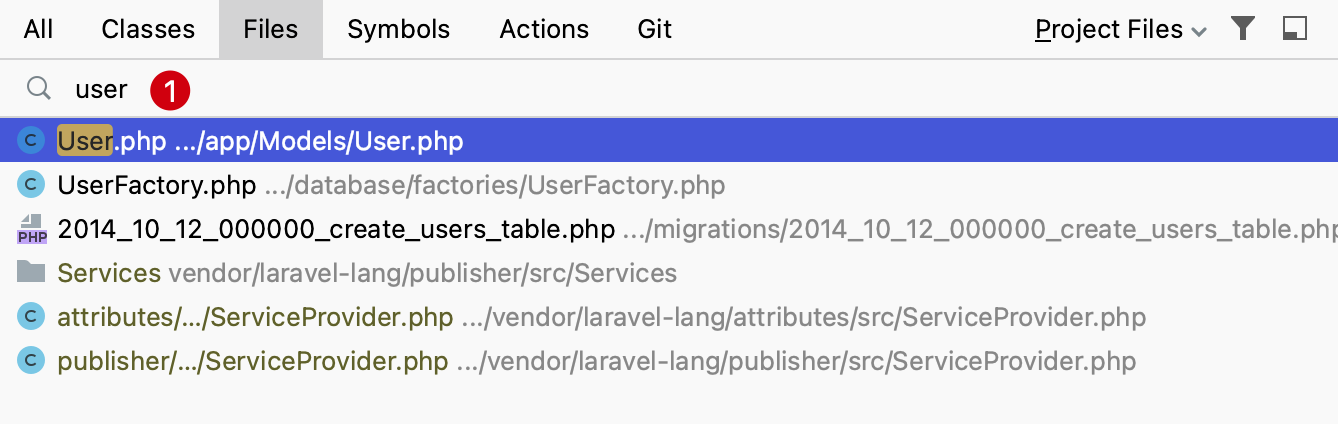 All Classes Files Symbols Actions Git Project Files
user 1
C User.php .../app/Models/User.php
C UserFactory.php .../database/factories/UserFactory.php
PHP 2014_10_12_000000_create_users_table.php .../migrations/2014_10_12_000000_create_users_table.php
Services vendor/laravel-lang/publisher/src/Services
C attributes/.../ServiceProvider.php .../vendor/laravel-lang/attributes/src/ServiceProvider.php
C publisher/.../ServiceProvider.php .../vendor/laravel-lang/publisher/src/ServiceProvider.php